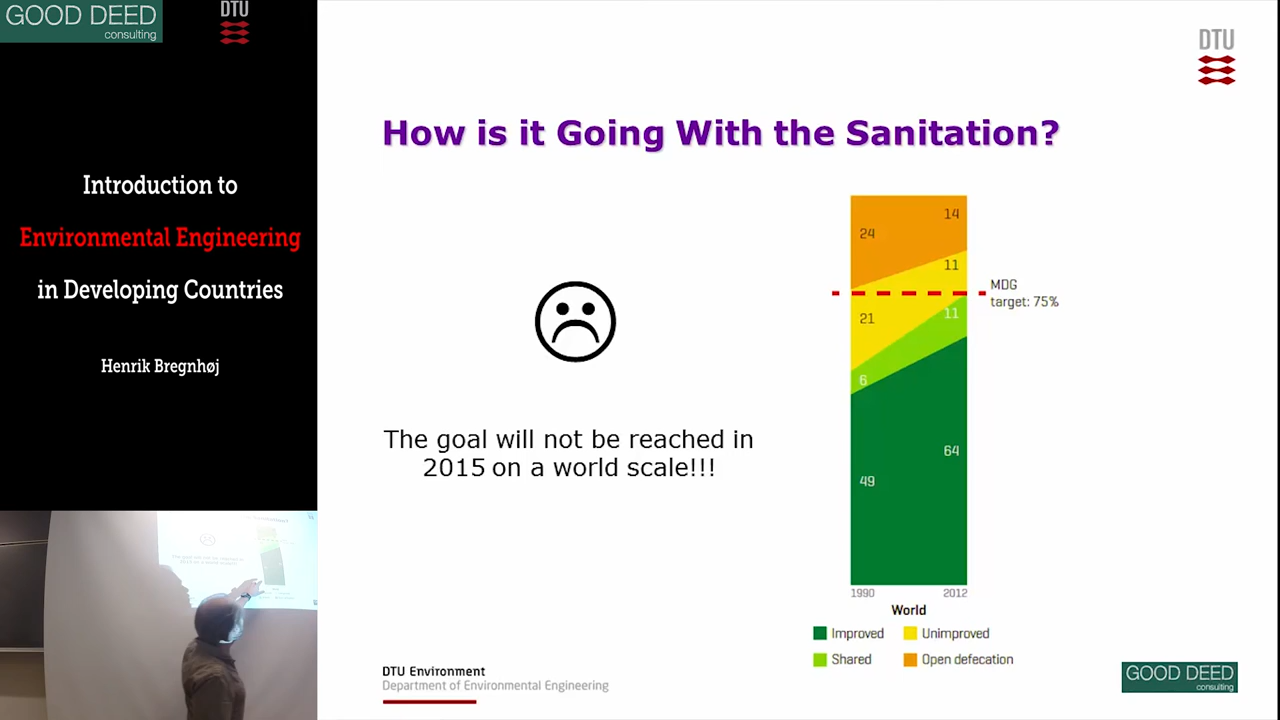 GOOD DEED
consulting
DTU
Introduction to
Environmental Engineering
in Developing Countries
Henrik Bregnhøj
DTU
How is it Going With the Sanitation?
The goal will not be reached in
2015 on a world scale!!!
14
24
11
MDG
target: 75%
21
11
6
64
49
1990
2012
World
Improved
Unimproved
Shared
Open defecation
DTU Environment
Department of Environmental Engineering
GOOD DEED
consulting